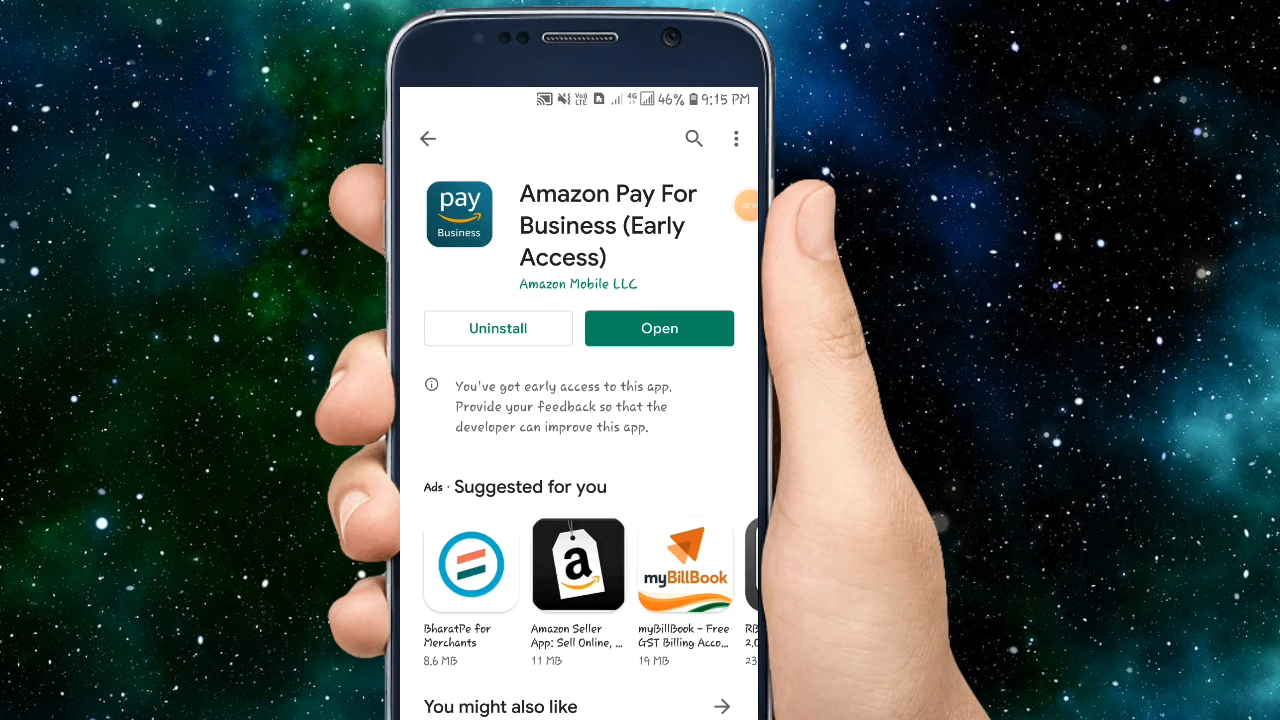 Voo)
LTE
4G
46%
9:15 PM
pay
Business
Amazon Pay For
Business (Early
Access)
Amazon Mobile LLC
Uninstall
Open
You've got early access to this app.
Provide your feedback so that the
developer can improve this app.
Ads · Suggested for you
a
myBillBook
BharatPe for
Merchants
8.6 MB
Amazon Seller
App: Sell Online, ...
11 MB
myBillBook – Free
GST Billing Acco...
19 MB
You might also like